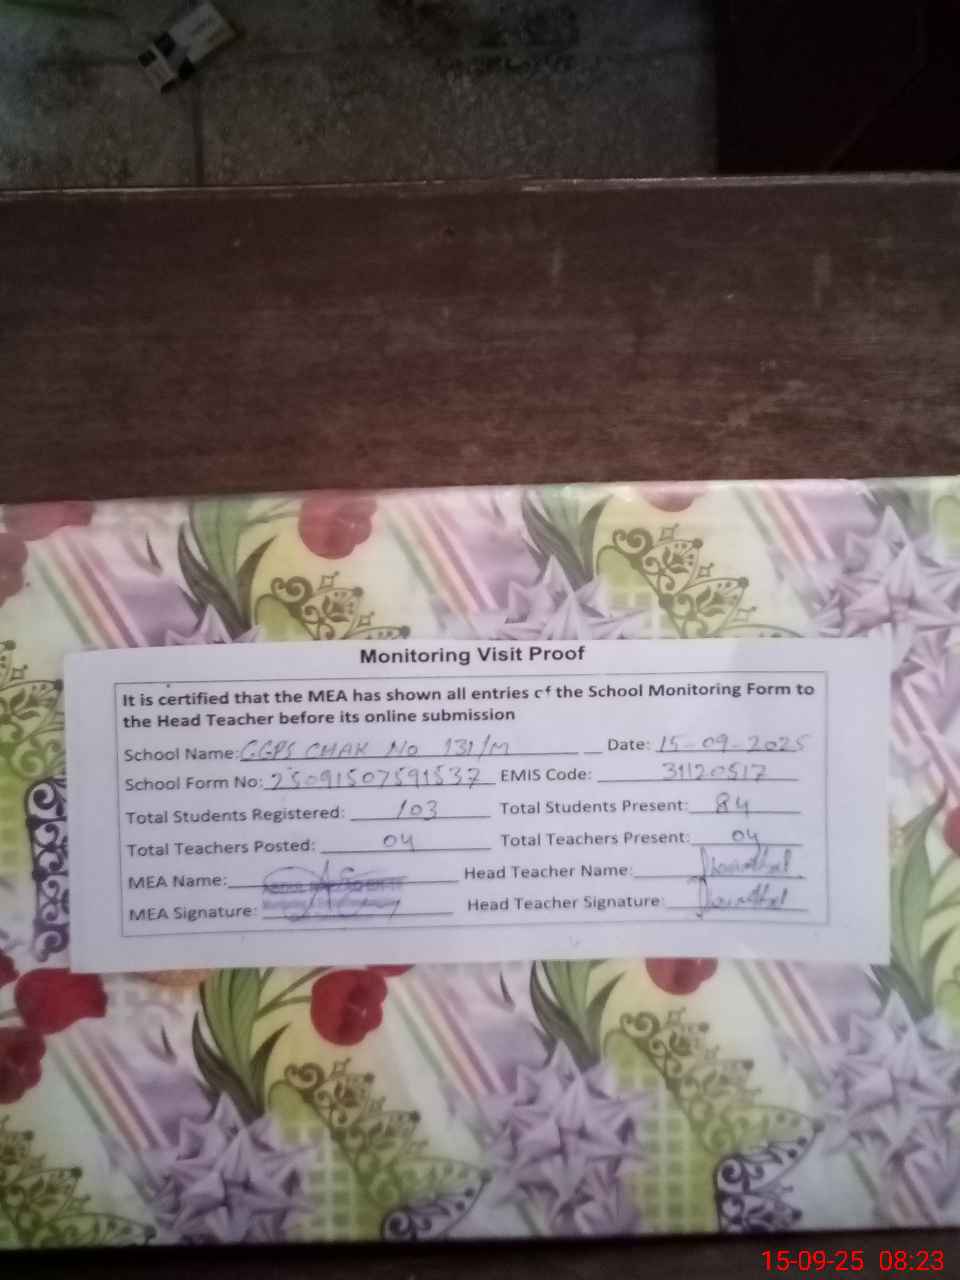 Monitoring Visit Proof
It is certified that the MEA has shown all entries of the School Monitoring Form to
the Head Teacher before its online submission
School Name: GGPS CHAK No 131/M Date: 15-09-2025
School Form No: 25091507591537 EMIS Code: 31120517
Total Students Registered: 103 Total Students Present: 84
Total Teachers Posted: 04 Total Teachers Present: 04
MEA Name: Head Teacher Name:
MEA Signature: Head Teacher Signature:
15-09-25 08:23